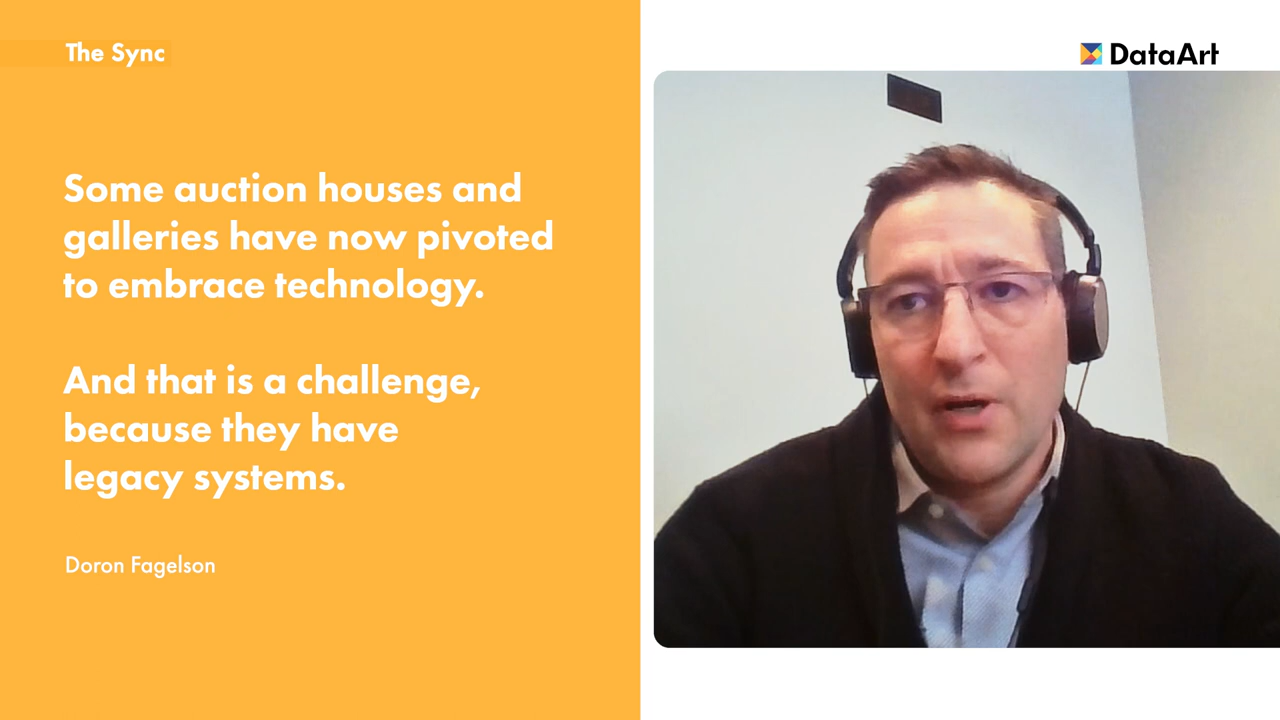 The Sync
DataArt
Some auction houses and
galleries have now pivoted
to embrace technology.
And that is a challenge,
because they have
legacy systems.
Doron Fagelson